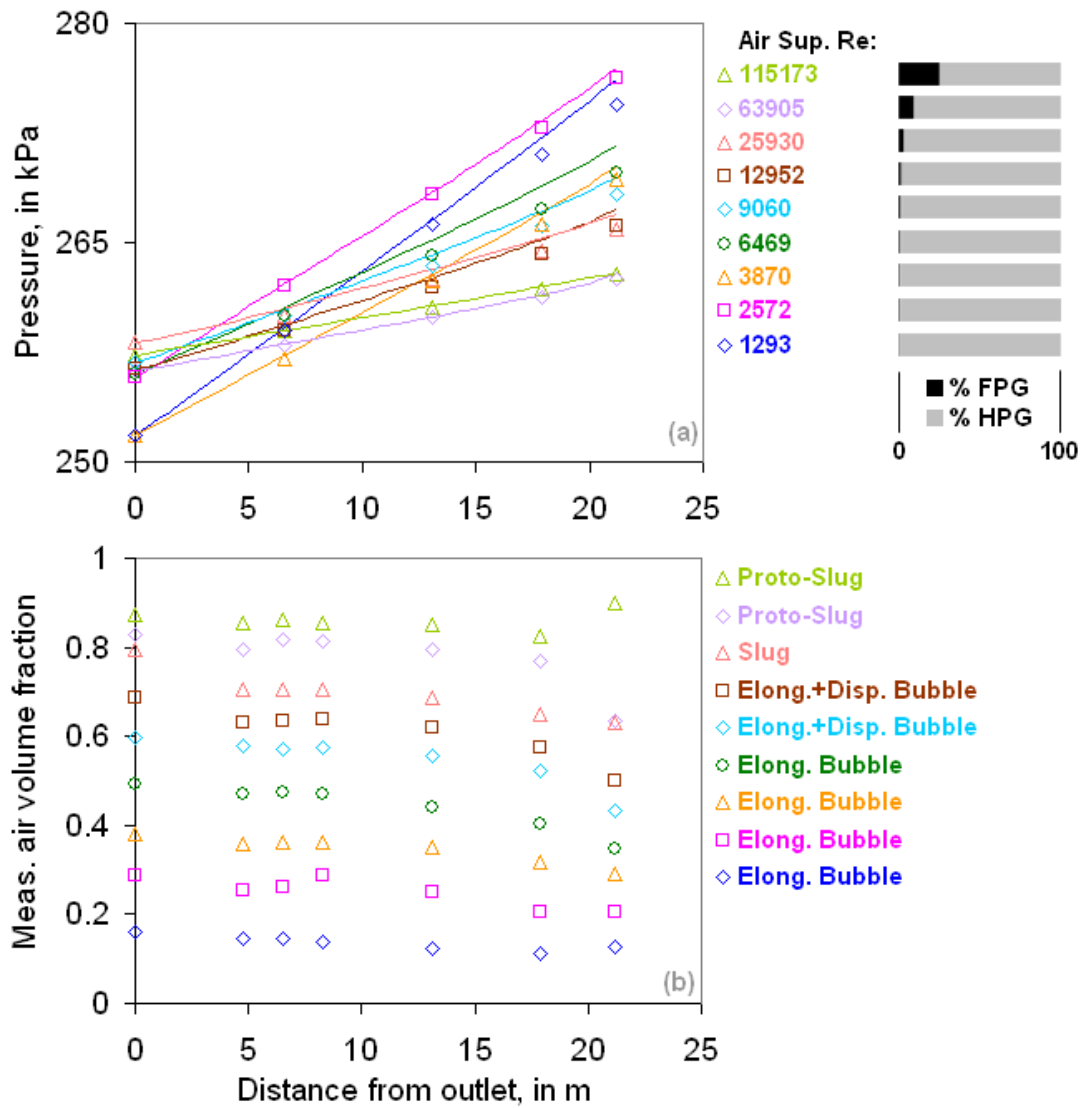 280
265
250
Pressure, in kPa
0 5 10 15 20 25
(a)
Air Sup. Re:
115173
63905
25930
12952
9060
6469
3870
2572
1293
% FPG
% HPG
0 100
1
0.8
0.6
0.4
0.2
0
Meas. air volume fraction
Proto-Slug
Proto-Slug
Slug
Elong.+Disp. Bubble
Elong.+Disp. Bubble
Elong. Bubble
Elong. Bubble
Elong. Bubble
Elong. Bubble
(b)
0 5 10 15 20 25
Distance from outlet, in m